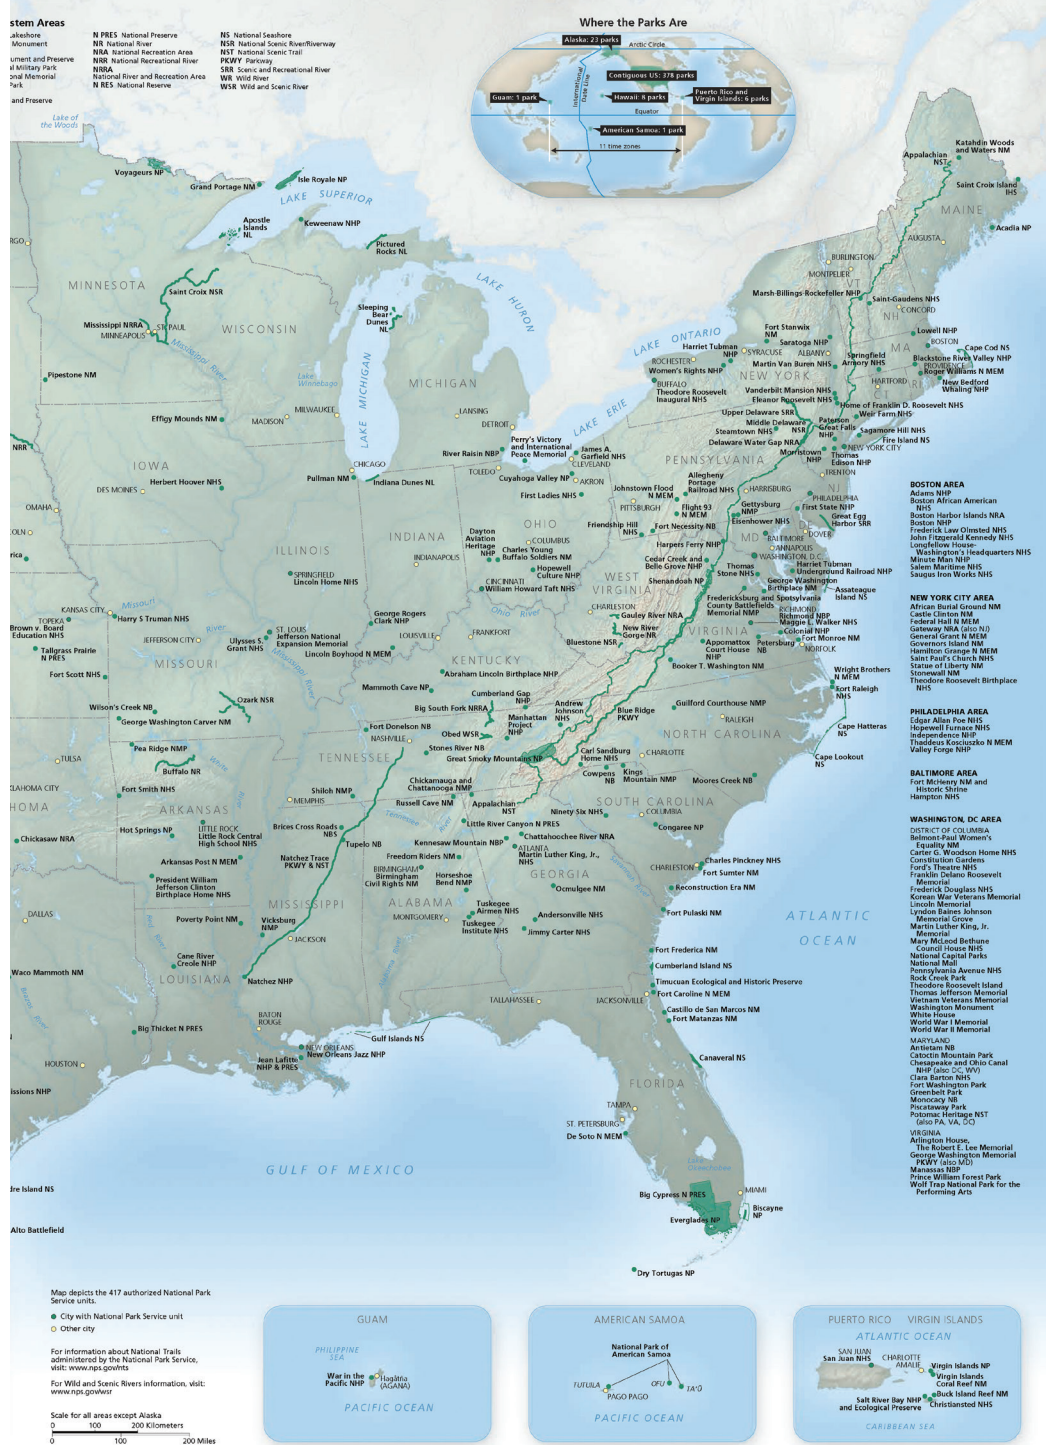 stem Areas
Lakeshore
Monument
ument and Preserve
al Military Park
onal Memorial
Park
and Preserve
N PRES National Preserve
NR National River
NRA National Recreation Area
NRR National Recreational River
NRRA
National River and Recreation Area
N RES National Reserve
NS National Seashore
NSR National Scenic River/Riverway
NST National Scenic Trail
PKWY Parkway
SRR Scenic and Recreational River
WR Wild River
WSR Wild and Scenic River
Where the Parks Are
Alaska: 23 parks
Arctic Circle
International
Date Line
Contiguous US: 378 parks
Guam: 1 park
Hawaii: 8 parks
Puerto Rico and
Virgin Islands: 6 parks
Equator
American Samoa: 1 park
11 time zones
Lake of
the Woods
Voyageurs NP
Grand Portage NM
Isle Royale NP
LAKE SUPERIOR
Apostle
Islands
NL
Keweenaw NHP
Pictured
Rocks NL
RGO
MINNESOTA
Saint Croix NSR
Mississippi NRRA
ST. PAUL
MINNEAPOLIS
WISCONSIN
Mississippi River
Sleeping
Bear
Dunes
NL
LAKE HURON
LAKE MICHIGAN
Lake
Winnebago
MICHIGAN
Pipestone NM
Effigy Mounds NM
MADISON
MILWAUKEE
LANSING
DETROIT
LAKE ERIE
LAKE ONTARIO
Katahdin Woods
and Waters NM
Appalachian
NST
Saint Croix Island
IHS
MAINE
Acadia NP
AUGUSTA
BURLINGTON
MONTPELIER
VT
Marsh-Billings-Rockefeller NHP
Saint-Gaudens NHS
NH
CONCORD
Fort Stanwix
NM
Saratoga NHP
Lowell NHP
BOSTON
MA
Cape Cod NS
Harriet Tubman
NHP
SYRACUSE
ALBANY
ROCHESTER
Martin Van Buren NHS
Springfield
Armory NHS
Blackstone River Valley NHP
PROVIDENCE
Roger Williams N MEM
Women's Rights NHP
NEW YORK
HARTFORD
CT
RI
New Bedford
Whaling NHP
BUFFALO
Theodore Roosevelt
Inaugural NHS
Vanderbilt Mansion NHS
Eleanor Roosevelt NHS
Home of Franklin D. Roosevelt NHS
Upper Delaware SRR
Weir Farm NHS
Middle Delaware
NSR
Paterson
Great Falls
NHP
Steamtown NHS
Sagamore Hill NHS
Fire Island NS
Delaware Water Gap NRA
NEW YORK CITY
Morristown
NHP
Thomas
Edison NHP
PENNSYLVANIA
TRENTON
NRR
IOWA
Herbert Hoover NHS
DES MOINES
OMAHA
CHICAGO
Pullman NM
Indiana Dunes NL
River Raisin NBP
TOLEDO
Perry's Victory
and International
Peace Memorial
James A.
Garfield NHS
CLEVELAND
Cuyahoga Valley NP
AKRON
First Ladies NHS
Allegheny
Portage
Railroad NHS
Johnstown Flood
N MEM
HARRISBURG
NJ
PHILADELPHIA
PITTSBURGH
Flight 93
N MEM
Gettysburg
NMP
First State NHP
Eisenhower NHS
DE
Great Egg
Harbor SRR
Friendship Hill
NHS
Fort Necessity NB
MD
BALTIMORE
DOVER
ANNAPOLIS
OHIO
COLUMBUS
INDIANA
INDIANAPOLIS
ILLINOIS
Dayton
Aviation
Heritage
NHP
Charles Young
Buffalo Soldiers NM
Harpers Ferry NHP
WASHINGTON, D.C.
Cedar Creek and
Belle Grove NHP
Thomas
Stone NHS
Harriet Tubman
Underground Railroad NHP
Hopewell
Culture NHP
WEST
VIRGINIA
Shenandoah NP
George Washington
Birthplace NM
Assateague
Island NS
SPRINGFIELD
Lincoln Home NHS
CINCINNATI
William Howard Taft NHS
OLN
rica
Fredericksburg and Spotsylvania
County Battlefields
Memorial NMP
CHARLESTON
Gauley River NRA
RICHMOND
Richmond NBP
Maggie L. Walker NHS
KANSAS CITY
Missouri
Harry S Truman NHS
TOPEKA
Brown v. Board
Education NHS
River
JEFFERSON CITY
Ulysses S.
Grant NHS
ST. LOUIS
Jefferson National
Expansion Memorial
George Rogers
Clark NHP
Ohio River
LOUISVILLE
FRANKFORT
New River
Gorge NR
VIRGINIA
Colonial NHP
Bluestone NSR
Appomattox
Court House
NHP
Petersburg
NB
Fort Monroe NM
NORFOLK
Tallgrass Prairie
N PRES
MISSOURI
Mississippi River
Lincoln Boyhood N MEM
KENTUCKY
Abraham Lincoln Birthplace NHP
Booker T. Washington NM
Wright Brothers
N MEM
Fort Scott NHS
Mammoth Cave NP
Cumberland Gap
NHP
Fort Raleigh
NHS
Wilson's Creek NB
Ozark NSR
Big South Fork NRRA
Andrew
Johnson
NHS
Blue Ridge
PKWY
Guilford Courthouse NMP
RALEIGH
George Washington Carver NM
Fort Donelson NB
Manhattan
Project
NHP
NORTH CAROLINA
Cape Hatteras
NS
NASHVILLE
Obed WSR
Pea Ridge NMP
Stones River NB
TENNESSEE
Great Smoky Mountains NP
Carl Sandburg
Home NHS
CHARLOTTE
Cape Lookout
NS
TULSA
Buffalo NR
White
Cowpens
NB
Kings
Mountain NMP
Moores Creek NB
Chickamauga and
Chattanooga NMP
LAHOMA CITY
HOMA
Fort Smith NHS
Shiloh NMP
MEMPHIS
Russell Cave NM
Appalachian
NST
SOUTH CAROLINA
COLUMBIA
ARKANSAS
Tennessee
River
Ninety Six NHS
Little River Canyon N PRES
Congaree NP
Chickasaw NRA
Hot Springs NP
LITTLE ROCK
Little Rock Central
High School NHS
Brices Cross Roads
NBS
Tupelo NB
Kennesaw Mountain NBP
Chattahoochee River NRA
ATLANTA
Martin Luther King, Jr.,
NHS
Arkansas Post N MEM
Natchez Trace
PKWY & NST
Freedom Riders NM
CHARLESTON
Charles Pinckney NHS
Fort Sumter NM
BIRMINGHAM
Birmingham
Civil Rights NM
Horseshoe
Bend NMP
GEORGIA
Savannah River
Reconstruction Era NM
President William
Jefferson Clinton
Birthplace Home NHS
Ocmulgee NM
DALLAS
Red River
Poverty Point NM
MISSISSIPPI
ALABAMA
MONTGOMERY
Tuskegee
Airmen NHS
Andersonville NHS
Fort Pulaski NM
Vicksburg
NMP
JACKSON
Tuskegee
Institute NHS
Jimmy Carter NHS
ATLANTIC
OCEAN
Waco Mammoth NM
Cane River
Creole NHP
LOUISIANA
Natchez NHP
Alabama River
Brazos River
Fort Frederica NM
Cumberland Island NS
Timucuan Ecological and Historic Preserve
TALLAHASSEE
JACKSONVILLE
Fort Caroline N MEM
Castillo de San Marcos NM
Fort Matanzas NM
BATON
ROUGE
Big Thicket N PRES
Gulf Islands NS
NEW ORLEANS
New Orleans Jazz NHP
Jean Lafitte
NHP & PRES
HOUSTON
Canaveral NS
FLORIDA
issions NHP
TAMPA
ST. PETERSBURG
De Soto N MEM
GULF OF MEXICO
Lake
Okeechobee
dre Island NS
Big Cypress N PRES
MIAMI
Biscayne
NP
Everglades NP
Alto Battlefield
Dry Tortugas NP
BOSTON AREA
Adams NHP
Boston African American
NHS
Boston Harbor Islands NRA
Boston NHP
Frederick Law Olmsted NHS
John Fitzgerald Kennedy NHS
Longfellow House-
Washington's Headquarters NHS
Minute Man NHP
Salem Maritime NHS
Saugus Iron Works NHS
NEW YORK CITY AREA
African Burial Ground NM
Castle Clinton NM
Federal Hall N MEM
Gateway NRA (also NJ)
General Grant N MEM
Governors Island NM
Hamilton Grange N MEM
Saint Paul's Church NHS
Statue of Liberty NM
Stonewall NM
Theodore Roosevelt Birthplace
NHS
PHILADELPHIA AREA
Edgar Allan Poe NHS
Hopewell Furnace NHS
Independence NHP
Thaddeus Kosciuszko N MEM
Valley Forge NHP
BALTIMORE AREA
Fort McHenry NM and
Historic Shrine
Hampton NHS
WASHINGTON, DC AREA
DISTRICT OF COLUMBIA
Belmont-Paul Women's
Equality NM
Carter G. Woodson Home NHS
Constitution Gardens
Ford's Theatre NHS
Franklin Delano Roosevelt
Memorial
Frederick Douglass NHS
Korean War Veterans Memorial
Lincoln Memorial
Lyndon Baines Johnson
Memorial Grove
Martin Luther King, Jr.
Memorial
Mary McLeod Bethune
Council House NHS
National Capital Parks
National Mall
Pennsylvania Avenue NHS
Rock Creek Park
Theodore Roosevelt Island
Thomas Jefferson Memorial
Vietnam Veterans Memorial
Washington Monument
White House
World War I Memorial
World War II Memorial
MARYLAND
Antietam NB
Catoctin Mountain Park
Chesapeake and Ohio Canal
NHP (also DC, WV)
Clara Barton NHS
Fort Washington Park
Greenbelt Park
Monocacy NB
Piscataway Park
Potomac Heritage NST
(also PA, VA, DC)
VIRGINIA
Arlington House,
The Robert E. Lee Memorial
George Washington Memorial
PKWY (also MD)
Manassas NBP
Prince William Forest Park
Wolf Trap National Park for the
Performing Arts
Map depicts the 417 authorized National Park
Service units.
City with National Park Service unit
Other city
For information about National Trails
administered by the National Park Service,
visit: www.nps.gov/nts
For Wild and Scenic Rivers information, visit:
www.nps.gov/wsr
Scale for all areas except Alaska
0 100 200 Kilometers
0 100 200 Miles
GUAM
PHILIPPINE
SEA
War in the
Pacific NHP
Hagåtña
(AGANA)
PACIFIC OCEAN
AMERICAN SAMOA
National Park of
American Samoa
TUTUILA
PAGO PAGO
OFU
TA'Ū
PACIFIC OCEAN
PUERTO RICO VIRGIN ISLANDS
ATLANTIC OCEAN
SAN JUAN
San Juan NHS
CHARLOTTE
AMALIE
Virgin Islands NP
Virgin Islands
Coral Reef NM
Buck Island Reef NM
Salt River Bay NHP
and Ecological Preserve
Christiansted NHS
CARIBBEAN SEA